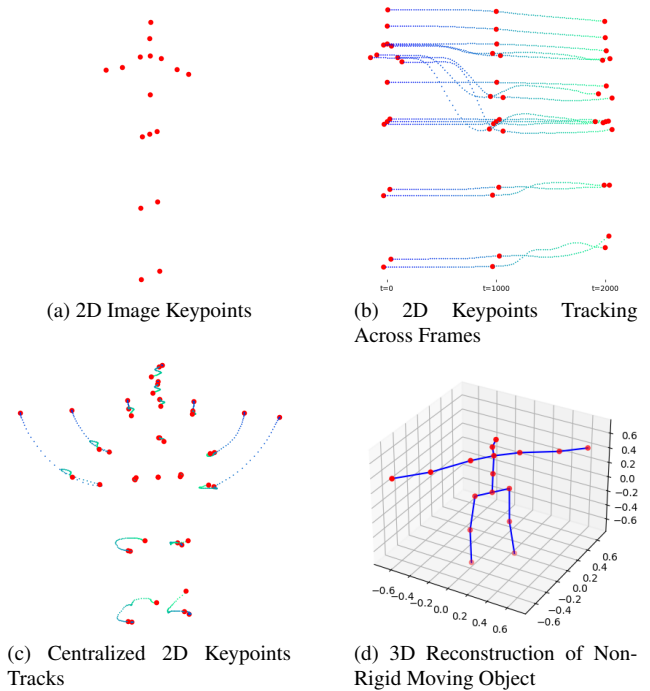 t=0
t=1000
t=2000
(a) 2D Image Keypoints
(b) 2D Keypoints Tracking
Across Frames
(c) Centralized 2D Keypoints
Tracks
0.6
0.4
0.2
0.0
−0.2
−0.4
−0.6
−0.6
−0.4
−0.2
0.0
0.2
0.4
0.6
0.6
0.4
0.2
0.0
−0.2
−0.4
−0.6
(d) 3D Reconstruction of Non-
Rigid Moving Object